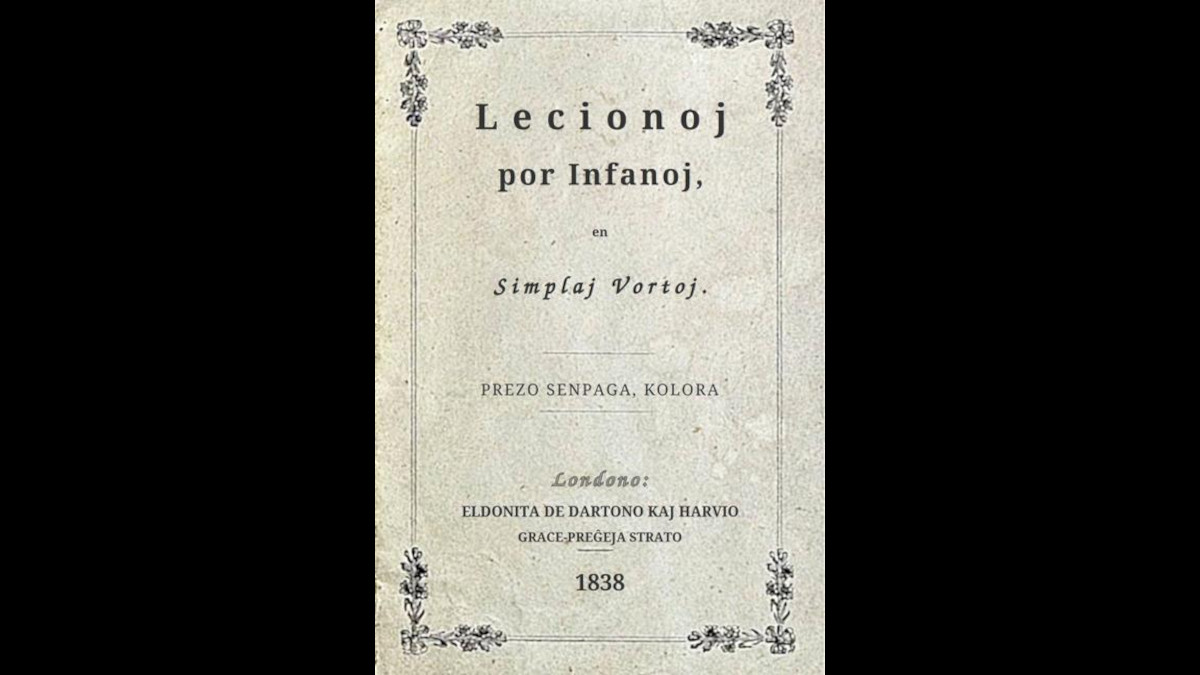 Lecionoj
por Infanoj,
en
Simplaj Vortoj.
PREZO SENPAGA, KOLORA
Londono:
ELDONITA DE DARTONO KAJ HARVIO
GRACE-PREĜEJA STRATO
1838